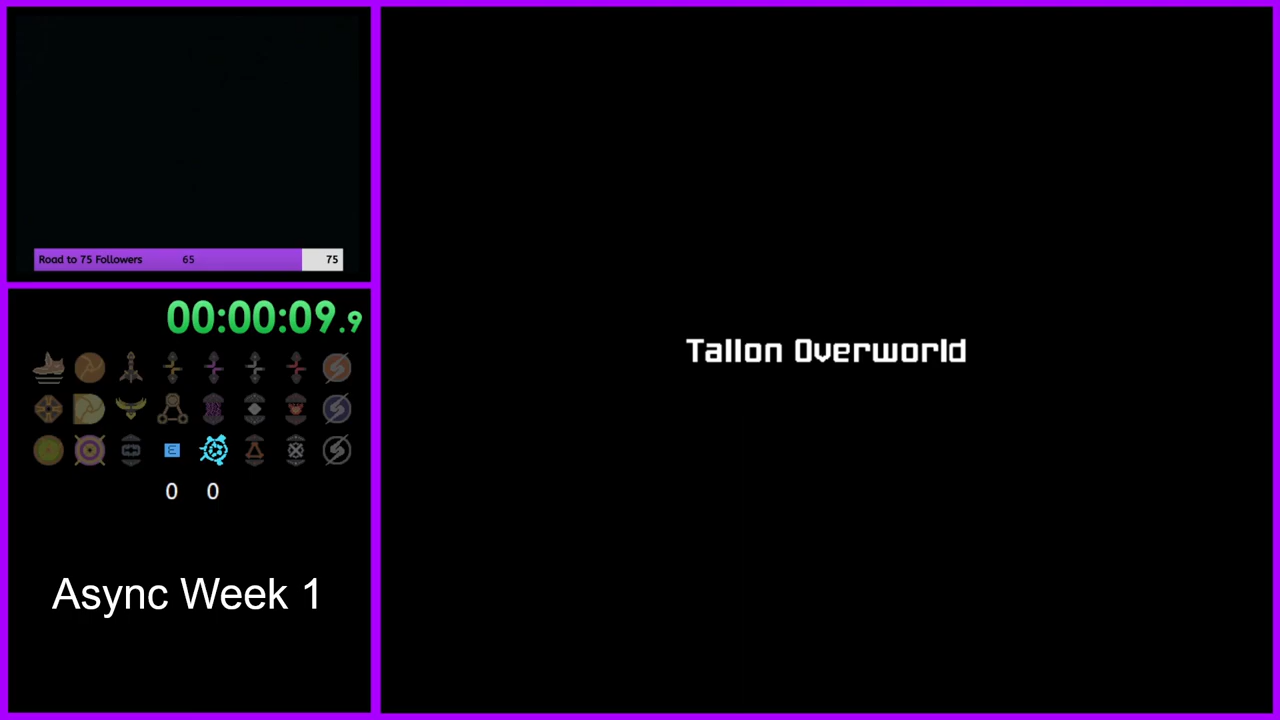 Road to 75 Followers 65 75
00:00:09.9
0 0
Async Week 1
Tallon Overworld